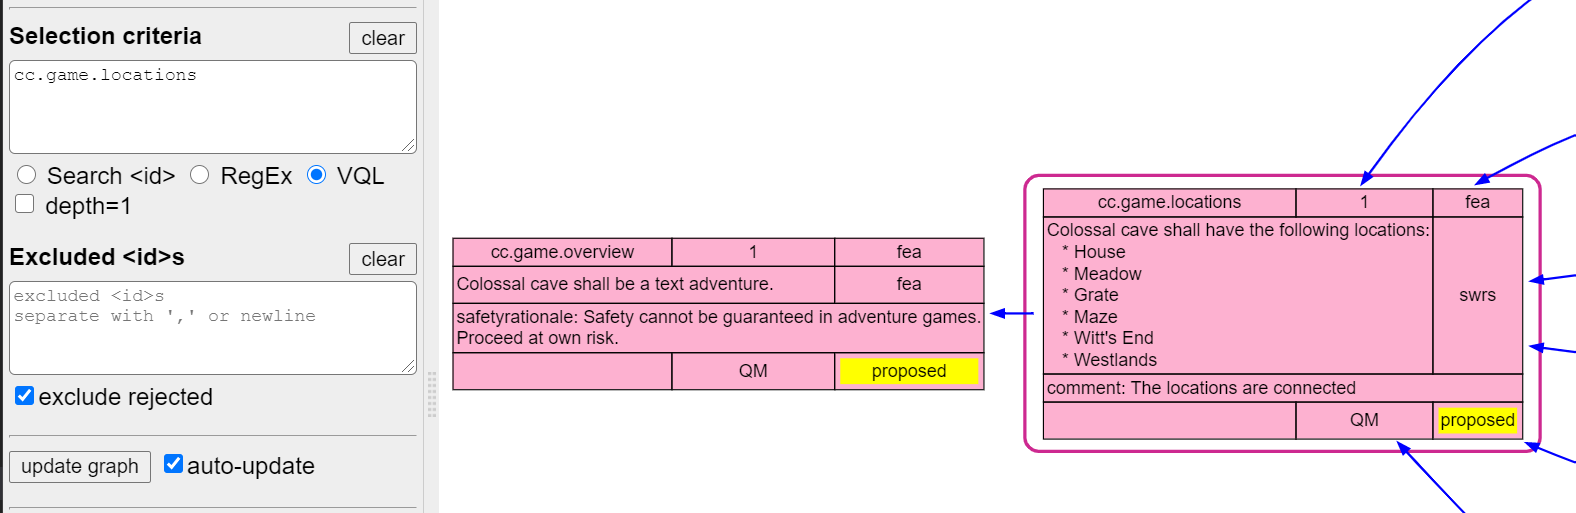 Selection criteria
clear
cc.game.locations
Search <id>
RegEx
VQL
depth=1
Excluded <id>s
clear
excluded <id>s
separate with ',' or newline
exclude rejected
update graph
auto-update
cc.game.overview
1
fea
Colossal cave shall be a text adventure.
fea
safetyrationale: Safety cannot be guaranteed in adventure games.
Proceed at own risk.
QM
proposed
cc.game.locations
1
fea
Colossal cave shall have the following locations:
* House
* Meadow
* Grate
* Maze
* Witt's End
* Westlands
swrs
comment: The locations are connected
QM
proposed